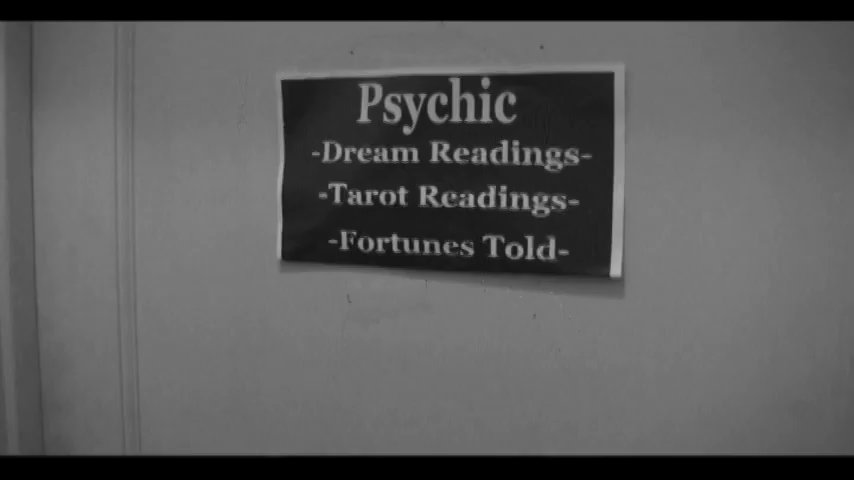 Psychic
-Dream Readings-
-Tarot Readings-
-Fortunes Told-